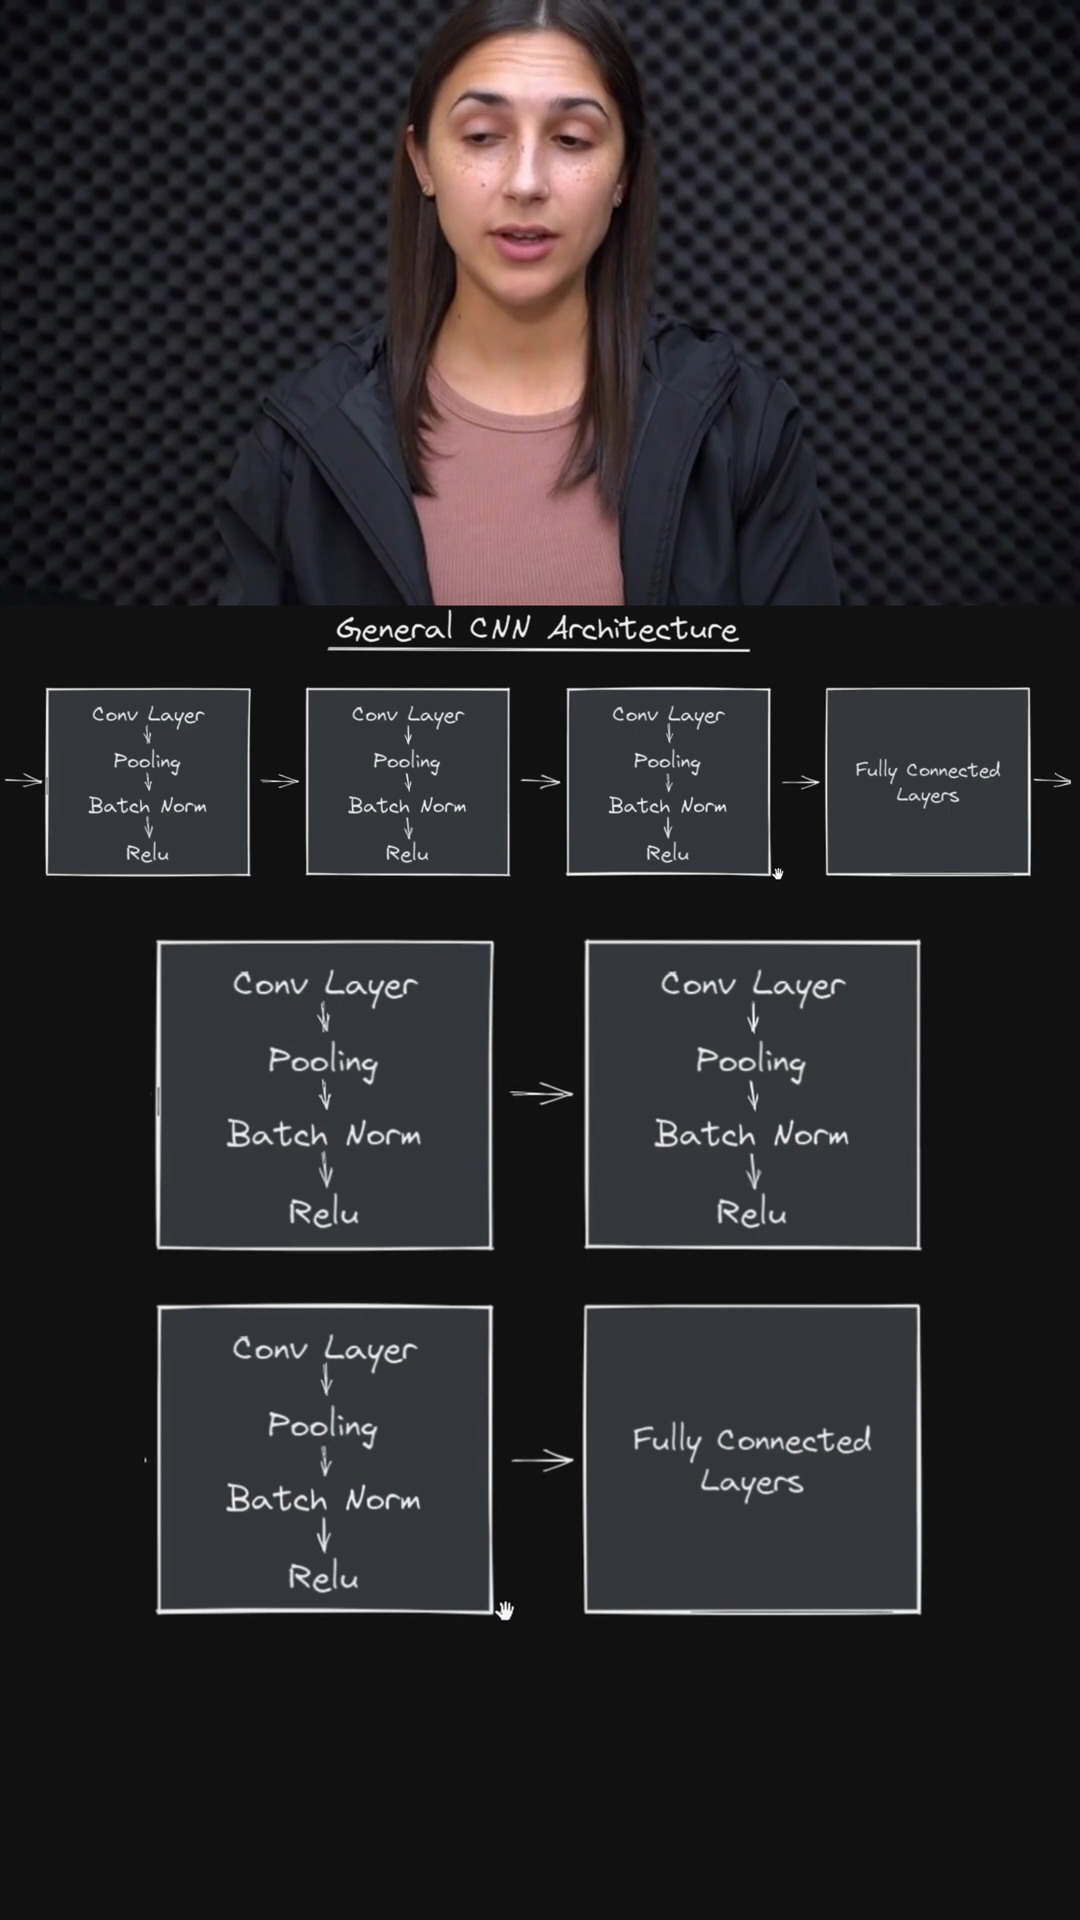 General CNN Architecture
Conv Layer
Pooling
Batch Norm
Relu
Conv Layer
Pooling
Batch Norm
Relu
Conv Layer
Pooling
Batch Norm
Relu
Fully Connected
Layers
Conv Layer
Pooling
Batch Norm
Relu
Conv Layer
Pooling
Batch Norm
Relu
Conv Layer
Pooling
Batch Norm
Relu
Fully Connected
Layers